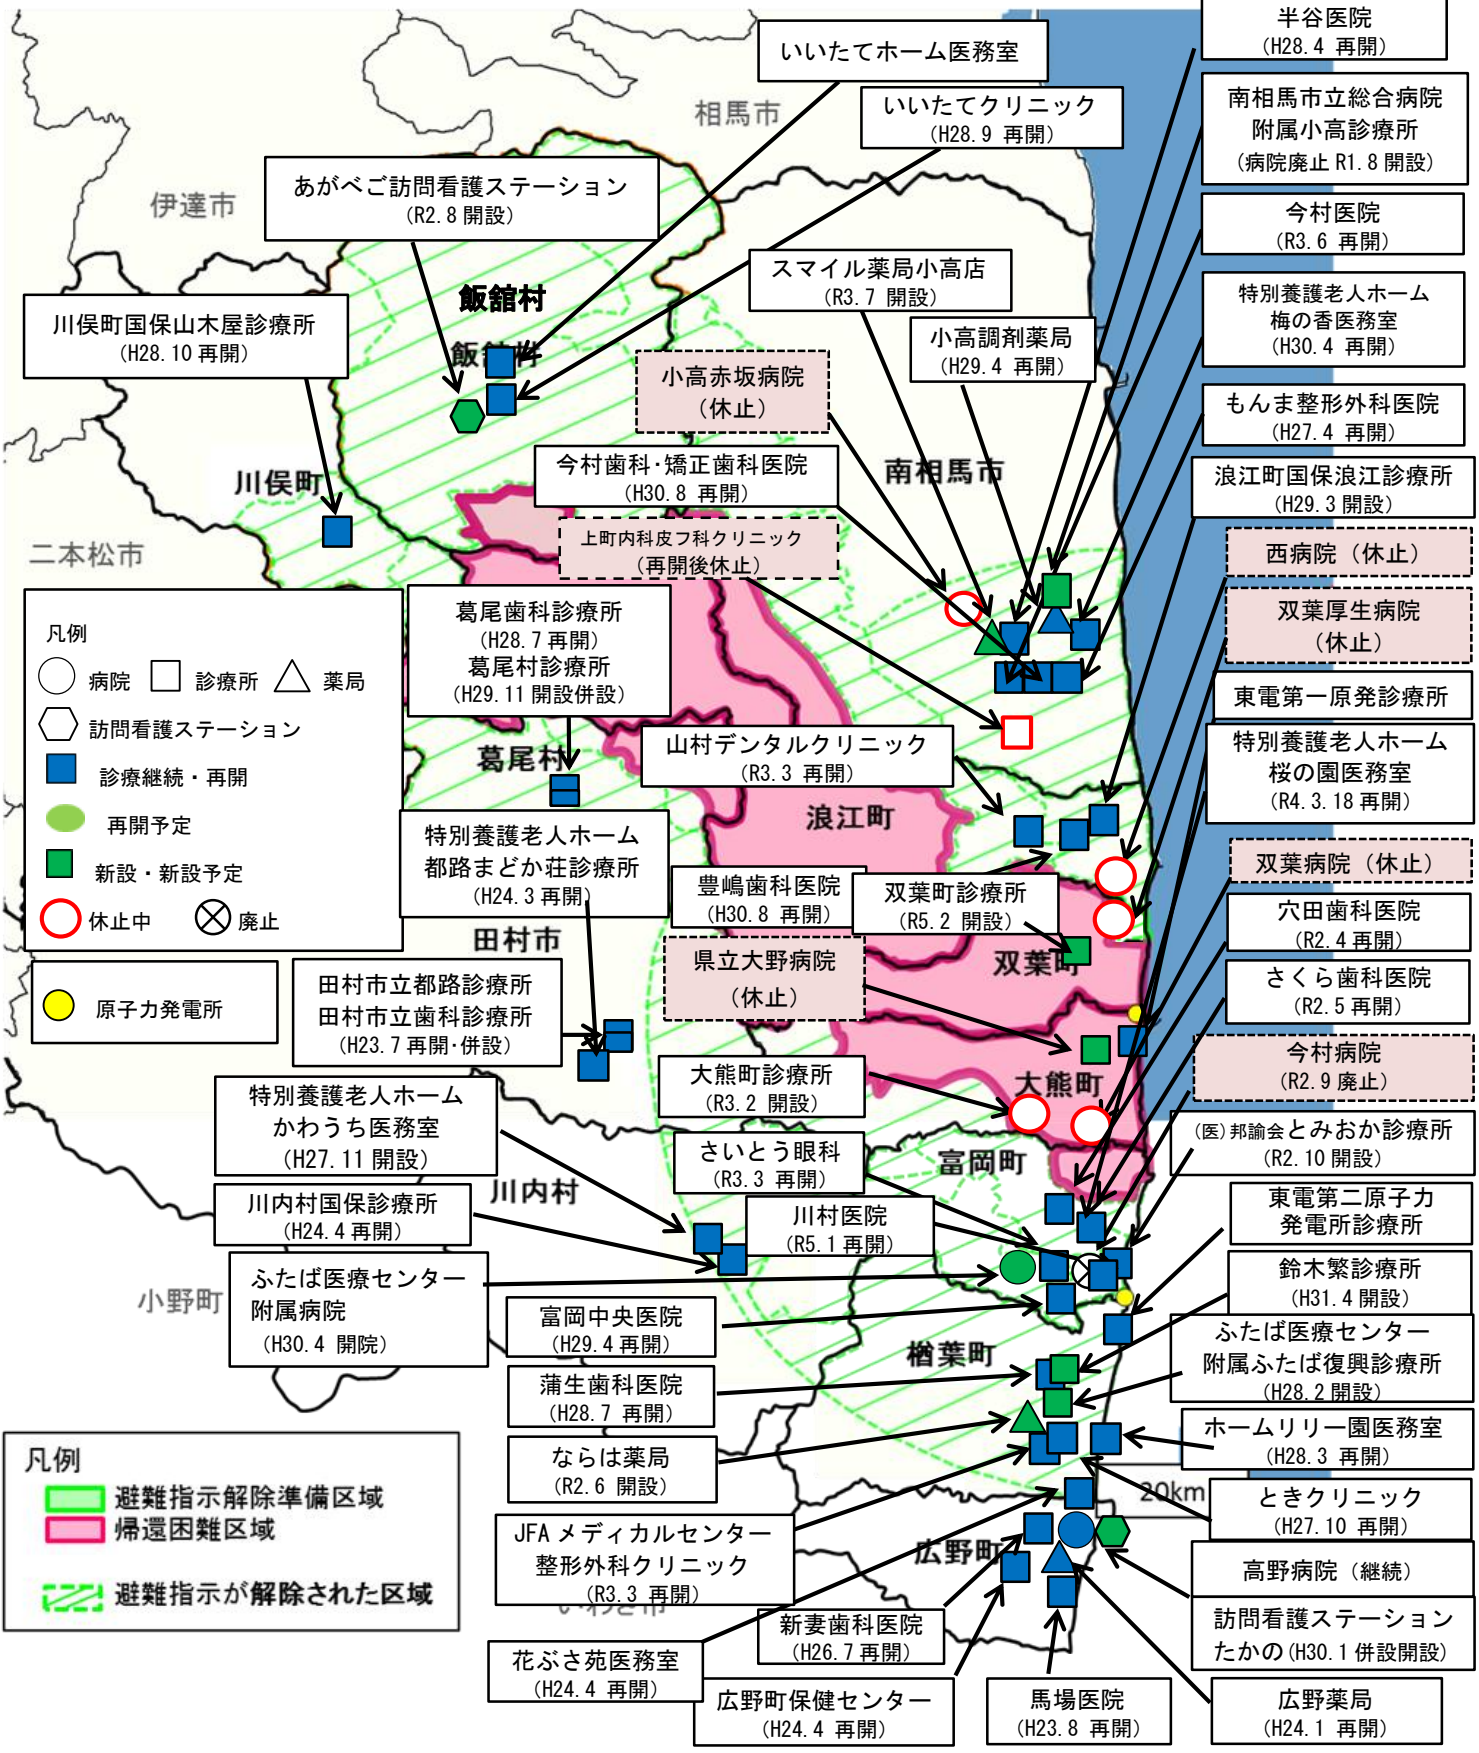 半谷医院
(H28.4 再開)
いいたてホーム医務室
いいたてクリニック
(H28.9 再開)
南相馬市立総合病院
附属小高診療所
(病院廃止 R1.8 開設)
相馬市
伊達市
あがべご訪問看護ステーション
(R2.8 開設)
今村医院
(R3.6 再開)
スマイル薬局小高店
(R3.7 開設)
特別養護老人ホーム
梅の香医務室
(H30.4 再開)
飯舘村
飯舘村
川俣町国保山木屋診療所
(H28.10 再開)
小高調剤薬局
(H29.4 再開)
小高赤坂病院
(休止)
もんま整形外科医院
(H27.4 再開)
今村歯科・矯正歯科医院
(H30.8 再開)
南相馬市
浪江町国保浪江診療所
(H29.3 開設)
川俣町
二本松市
上町内科皮フ科クリニック
(再開後休止)
西病院 (休止)
双葉厚生病院
(休止)
凡例
病院 診療所 薬局
訪問看護ステーション
診療継続・再開
再開予定
新設・新設予定
休止中 廃止
原子力発電所
葛尾歯科診療所
(H28.7 再開)
葛尾村診療所
(H29.11 開設併設)
東電第一原発診療所
葛尾村
山村デンタルクリニック
(R3.3 再開)
特別養護老人ホーム
桜の園医務室
(R4.3.18 再開)
浪江町
特別養護老人ホーム
都路まどか荘診療所
(H24.3 再開)
豊嶋歯科医院
(H30.8 再開)
双葉町診療所
(R5.2 開設)
双葉病院 (休止)
穴田歯科医院
(R2.4 再開)
田村市
県立大野病院
(休止)
双葉町
さくら歯科医院
(R2.5 再開)
田村市立都路診療所
田村市立歯科診療所
(H23.7 再開・併設)
今村病院
(R2.9 廃止)
大熊町診療所
(R3.2 開設)
大熊町
特別養護老人ホーム
かわうち医務室
(H27.11 開設)
さいとう眼科
(R3.3 再開)
富岡町
(医)邦諭会とみおか診療所
(R2.10 開設)
川内村
川内村国保診療所
(H24.4 再開)
川村医院
(R5.1 再開)
東電第二原子力
発電所診療所
小野町
ふたば医療センター
附属病院
(H30.4 開院)
鈴木繁診療所
(H31.4 開設)
富岡中央医院
(H29.4 再開)
楢葉町
ふたば医療センター
附属ふたば復興診療所
(H28.2 開設)
蒲生歯科医院
(H28.7 再開)
ホームリリー園医務室
(H28.3 再開)
ならは薬局
(R2.6 開設)
凡例
避難指示解除準備区域
帰還困難区域
避難指示が解除された区域
20km
ときクリニック
(H27.10 再開)
JFA メディカルセンター
整形外科クリニック
(R3.3 再開)
広野町
高野病院 (継続)
いわき市
新妻歯科医院
(H26.7 再開)
訪問看護ステーション
たかの (H30.1 併設開設)
花ぶさ苑医務室
(H24.4 再開)
広野町保健センター
(H24.4 再開)
馬場医院
(H23.8 再開)
広野薬局
(H24.1 再開)